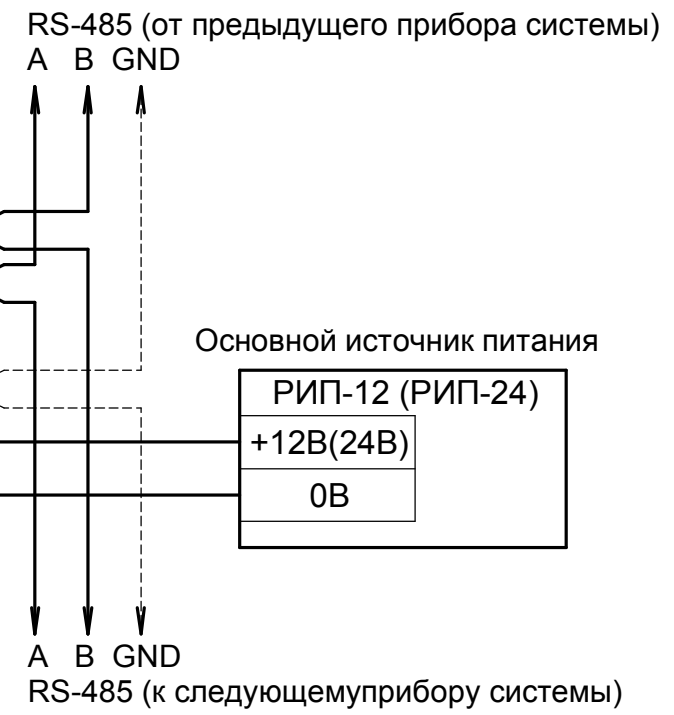 RS-485 (от предыдущего прибора системы)
A B GND
Основной источник питания
РИП-12 (РИП-24)
+12В(24В)
0В
A B GND
RS-485 (к следующемуприбору системы)